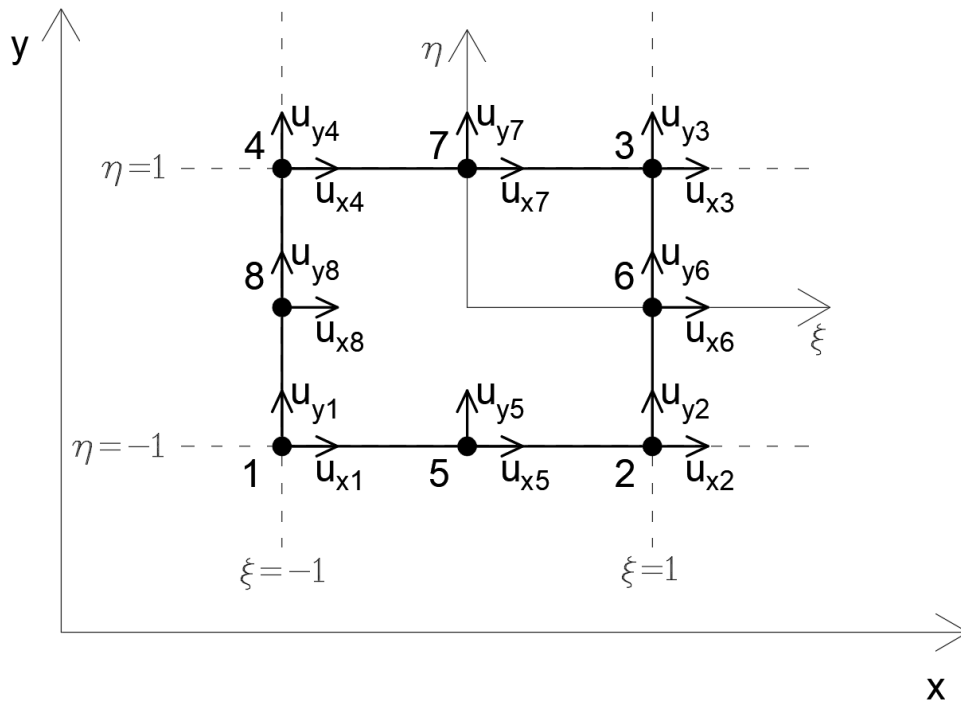 y
η
u_y4 u_y7 u_y3
4 7 3
η=1
u_x4 u_x7 u_x3
u_y8 u_y6
8 6
u_x8 u_x6
ξ
u_y1 u_y5 u_y2
η=−1
1 u_x1 5 u_x5 2 u_x2
ξ=−1 ξ=1
x